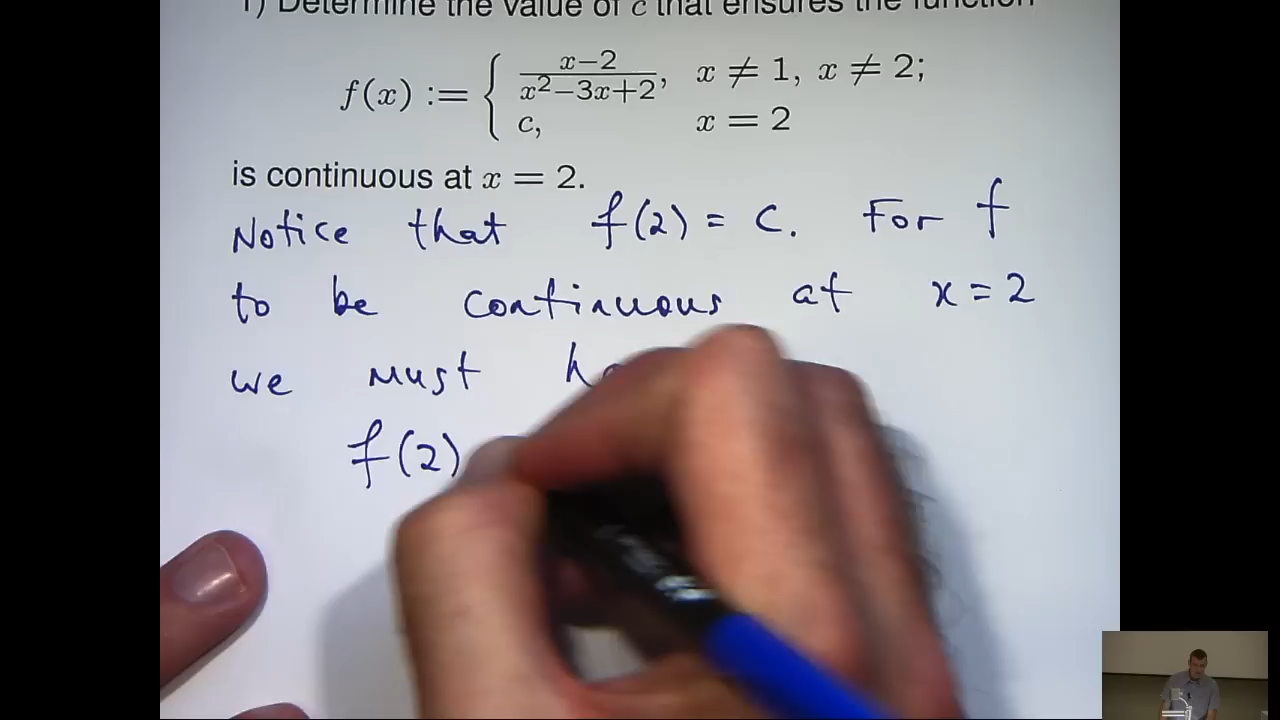 1) Determine the value of c that ensures the function
f(x) := { x−2 / x²−3x+2, x ≠ 1, x ≠ 2;
c, x = 2
is continuous at x = 2.
Notice that f(2) = c. For f
to be continuous at x = 2
we must
f(2)